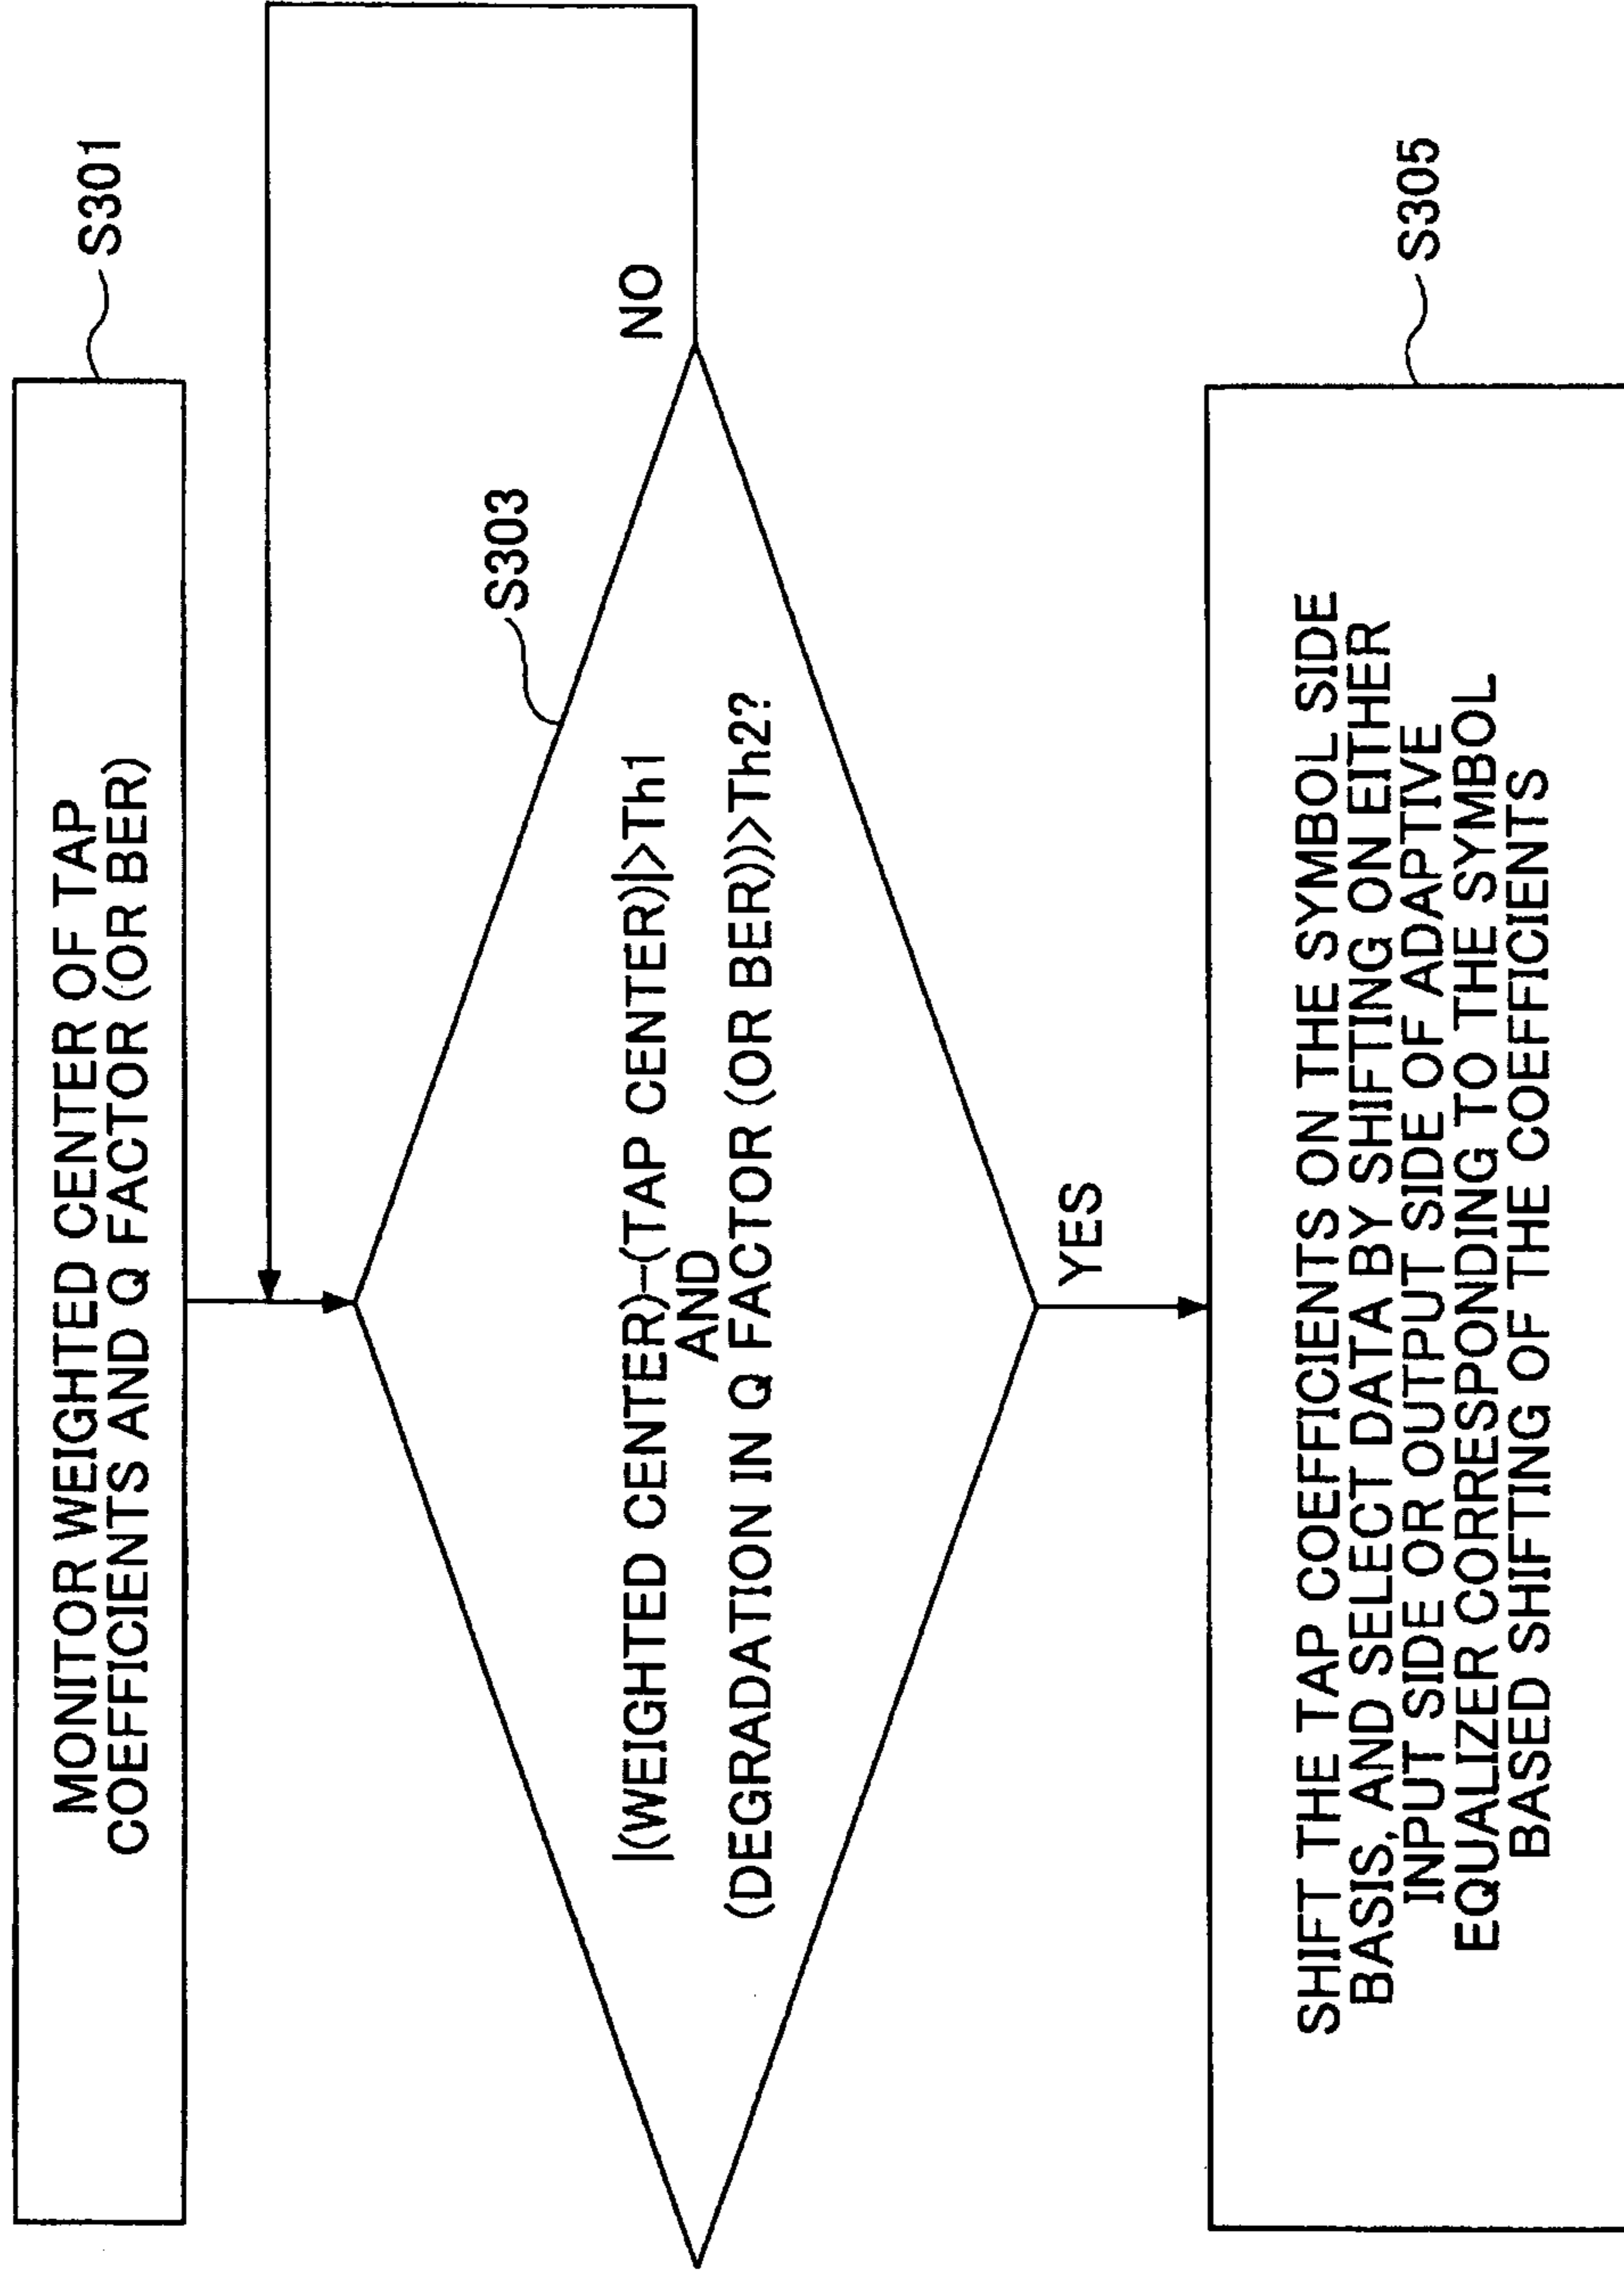 MONITOR WEIGHTED CENTER OF TAP
COEFFICIENTS AND Q FACTOR (OR BER)
S301
S303
|(WEIGHTED CENTER)-(TAP CENTER)|>Th1
AND
(DEGRADATION IN Q FACTOR (OR BER))>Th2?
NO
YES
S305
SHIFT THE TAP COEFFICIENTS ON THE SYMBOL SIDE
BASIS, AND SELECT DATA BY SHIFTING ON EITHER
INPUT SIDE OR OUTPUT SIDE OF ADAPTIVE
EQUALIZER CORRESPONDING TO THE SYMBOL
BASED SHIFTING OF THE COEFFICIENTS